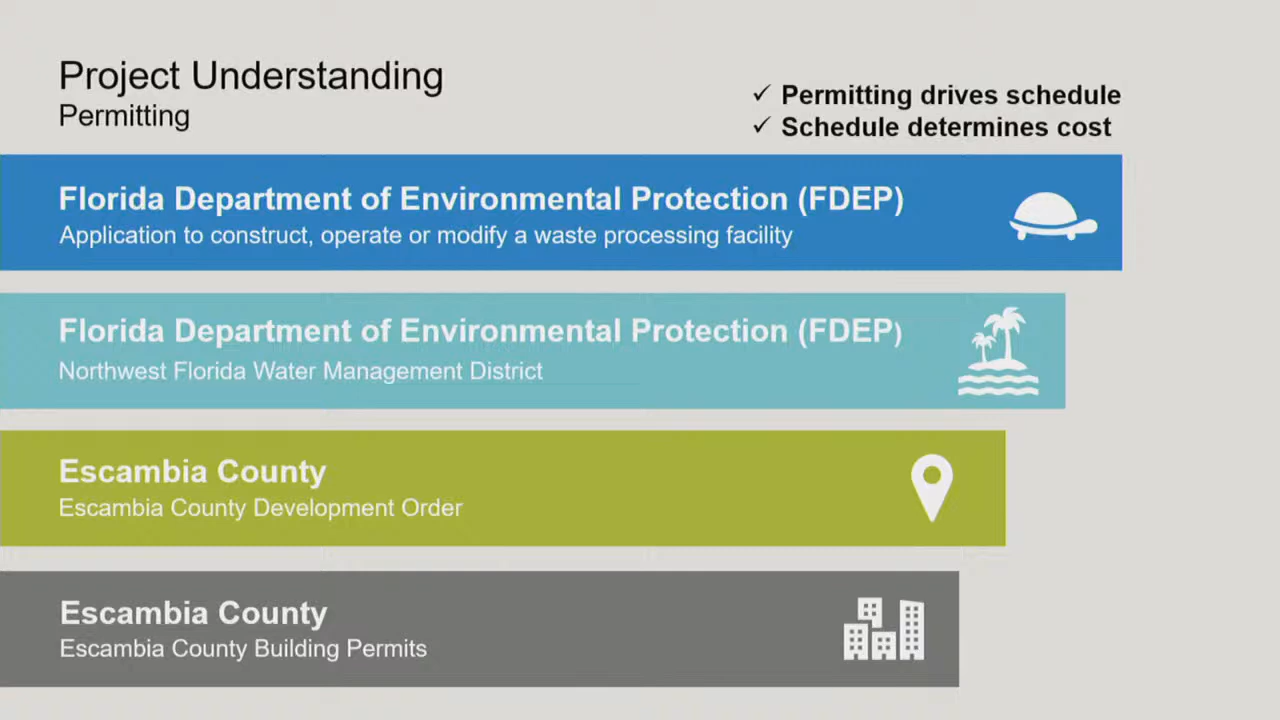 Project Understanding
Permitting
✓ Permitting drives schedule
✓ Schedule determines cost
Florida Department of Environmental Protection (FDEP)
Application to construct, operate or modify a waste processing facility
Florida Department of Environmental Protection (FDEP)
Northwest Florida Water Management District
Escambia County
Escambia County Development Order
Escambia County
Escambia County Building Permits